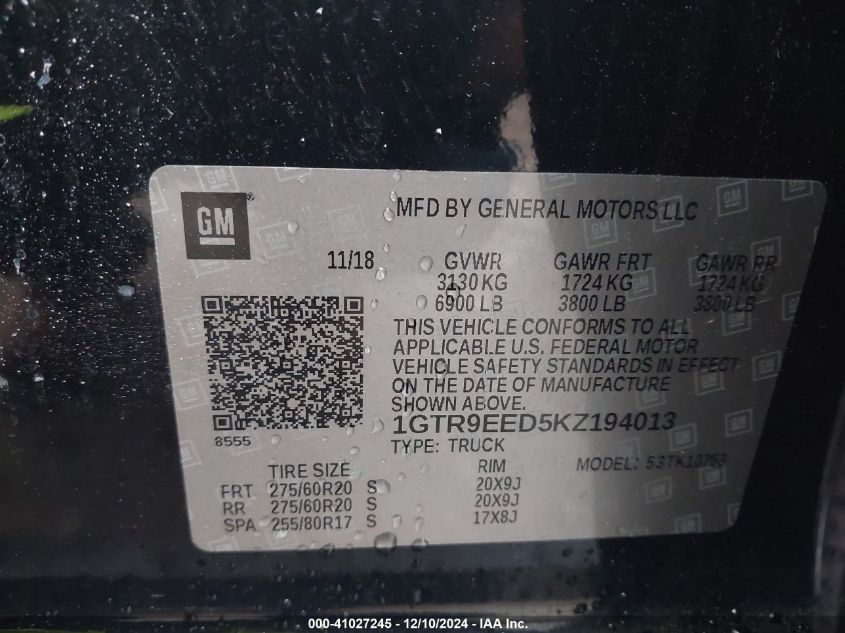 GM
MFD BY GENERAL MOTORS LLC
11/18 GVWR GAWR FRT GAWR RR
3130 KG 1724 KG 1724 KG
6900 LB 3800 LB 3800 LB
THIS VEHICLE CONFORMS TO ALL
APPLICABLE U.S. FEDERAL MOTOR
VEHICLE SAFETY STANDARDS IN EFFECT
ON THE DATE OF MANUFACTURE
SHOWN ABOVE.
1GTR9EED5KZ194013
8555
TYPE: TRUCK
MODEL: 53TK10753
TIRE SIZE RIM
FRT 275/60R20 S 20X9J
RR 275/60R20 S 20X9J
SPA 255/80R17 S 17X8J
000-41027245 - 12/10/2024 - IAA Inc.